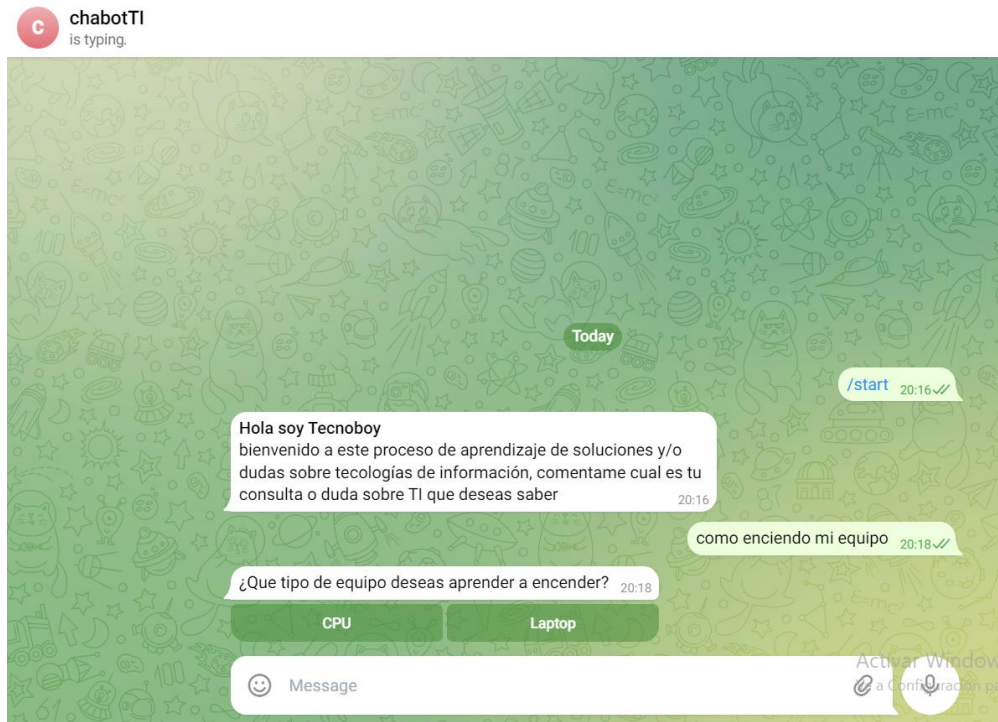 C
chabotTI
is typing.
Today
/start 20:16
Hola soy Tecnoboy
bienvenido a este proceso de aprendizaje de soluciones y/o
dudas sobre tecologías de información, comentame cual es tu
consulta o duda sobre TI que deseas saber
20:16
como enciendo mi equipo 20:18
¿Que tipo de equipo deseas aprender a encender? 20:18
CPU Laptop
Activar Window
Message
a Configuración p